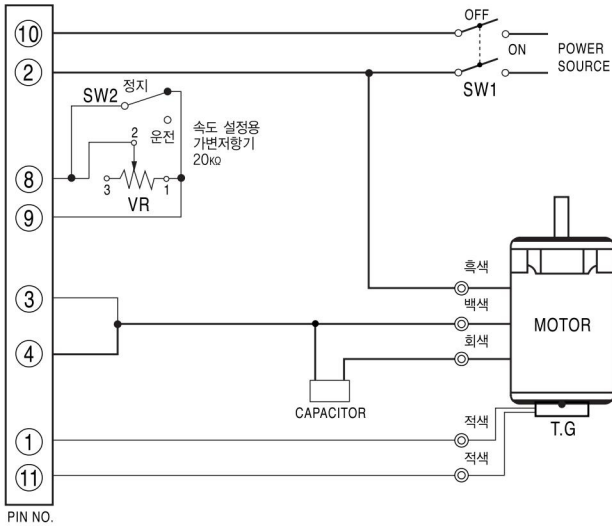 OFF
⑩
ON
POWER
SOURCE
②
SW1
정지
SW2
속도 설정용
가변저항기
20KΩ
운전
2
⑧
3
1
VR
⑨
흑색
③
백색
MOTOR
회색
④
CAPACITOR
적색
①
T.G
적색
⑪
PIN NO.